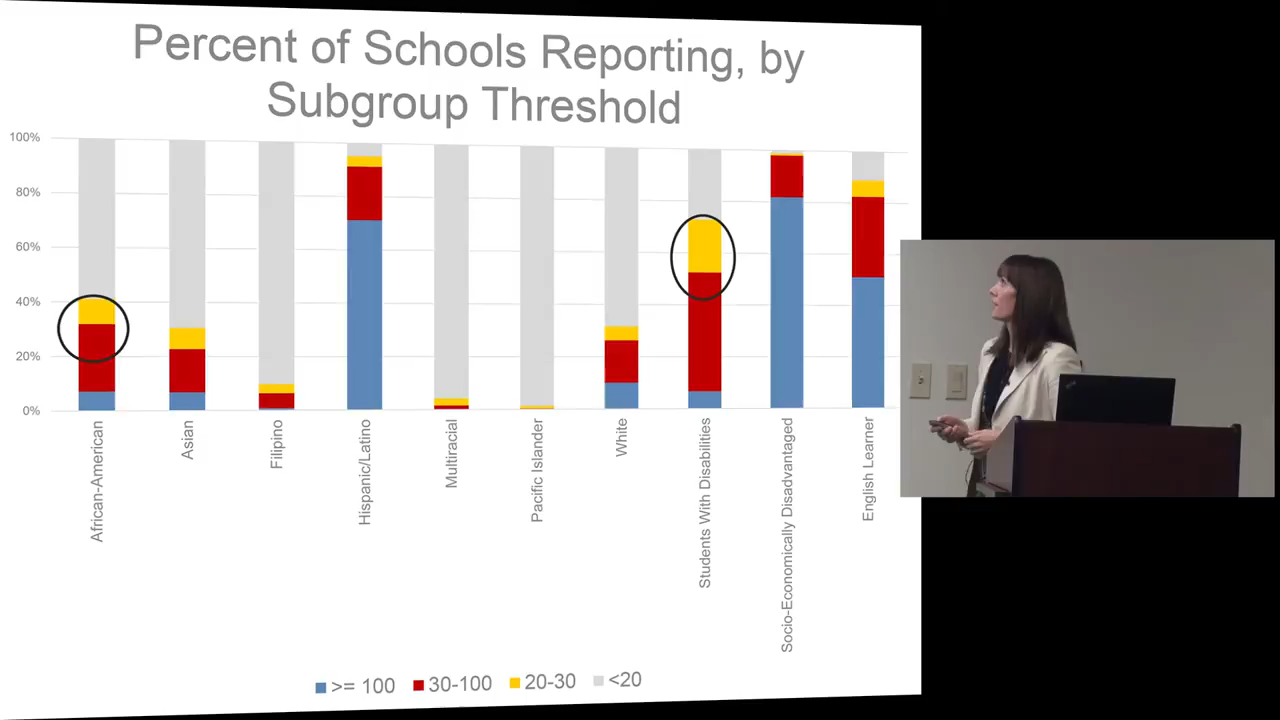 Percent of Schools Reporting, by
Subgroup Threshold
100%
80%
60%
40%
20%
0%
African-American
Asian
Filipino
Hispanic/Latino
Multiracial
Pacific Islander
White
Students With Disabilities
Socio-Economically Disadvantaged
English Learner
>= 100 30-100 20-30 <20